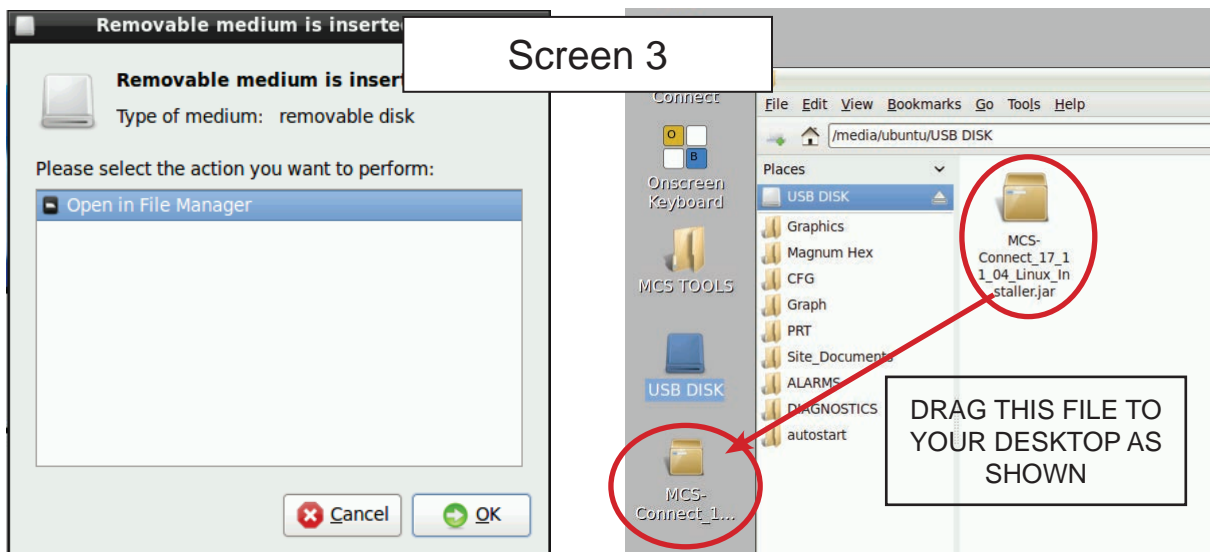 Removable medium is inserte
Screen 3
Removable medium is inser
Type of medium: removable disk
Please select the action you want to perform:
Open in File Manager
Cancel
OK
Connect
O
B
Onscreen
Keyboard
MCS TOOLS
USB DISK
MCS-
Connect_1...
File Edit View Bookmarks Go Tools Help
/media/ubuntu/USB DISK
Places
USB DISK
Graphics
Magnum Hex
CFG
Graph
PRT
Site_Documents
ALARMS
DIAGNOSTICS
autostart
MCS-
Connect_17_1
1_04_Linux_In
staller.jar
DRAG THIS FILE TO
YOUR DESKTOP AS
SHOWN